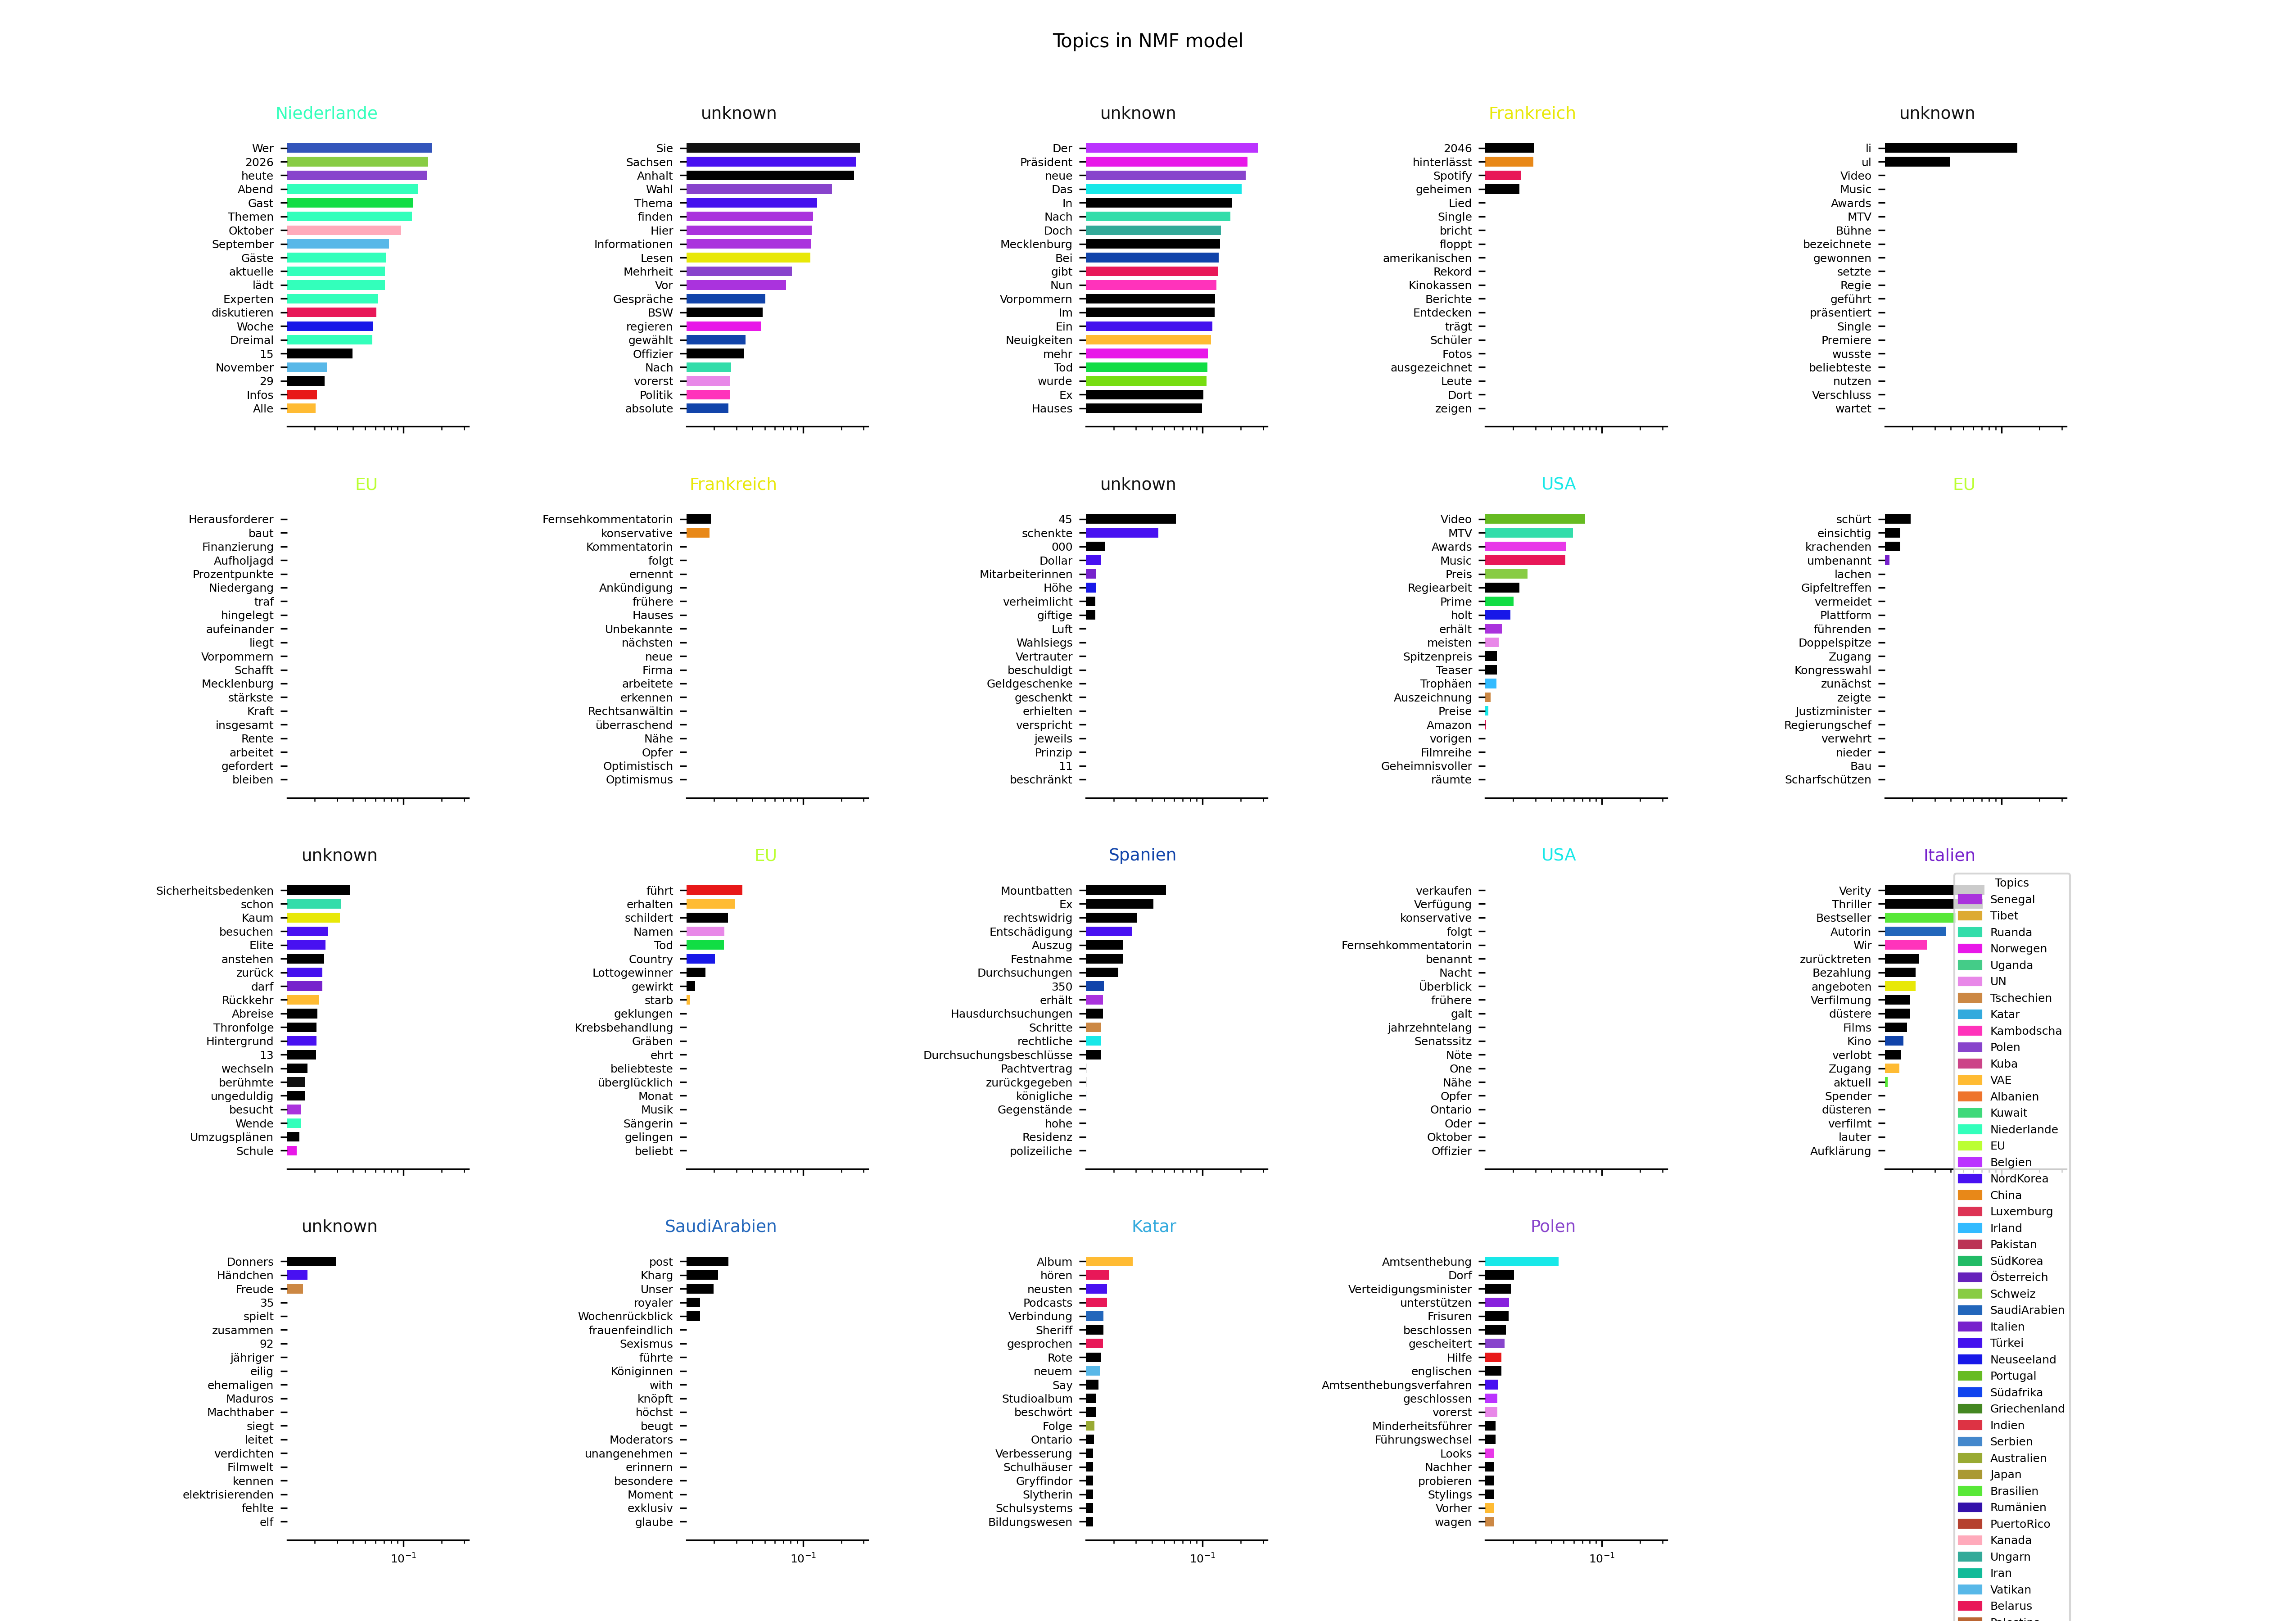 Topics in NMF model
Niederlande
Wer
2026
heute
Abend
Gast
Themen
Oktober
September
Gäste
aktuelle
lädt
Experten
diskutieren
Woche
Dreimal
15
November
29
Infos
Alle
unknown
Sie
Sachsen
Anhalt
Wahl
Thema
finden
Hier
Informationen
Lesen
Mehrheit
Vor
Gespräche
BSW
regieren
gewählt
Offizier
Nach
vorerst
Politik
absolute
unknown
Der
Präsident
neue
Das
In
Nach
Doch
Mecklenburg
Bei
gibt
Nun
Vorpommern
Im
Ein
Neuigkeiten
mehr
Tod
wurde
Ex
Hauses
Frankreich
2046
hinterlässt
Spotify
geheimen
Lied
Single
bricht
floppt
amerikanischen
Rekord
Kinokassen
Berichte
Entdecken
trägt
Schüler
Fotos
ausgezeichnet
Leute
Dort
zeigen
unknown
li
ul
Video
Music
Awards
MTV
Bühne
bezeichnete
gewonnen
setzte
Regie
geführt
präsentiert
Single
Premiere
wusste
beliebteste
nutzen
Verschluss
wartet
EU
Herausforderer
baut
Finanzierung
Aufholjagd
Prozentpunkte
Niedergang
traf
hingelegt
aufeinander
liegt
Vorpommern
Schafft
Mecklenburg
stärkste
Kraft
insgesamt
Rente
arbeitet
gefordert
bleiben
Frankreich
Fernsehkommentatorin
konservative
Kommentatorin
folgt
ernennt
Ankündigung
frühere
Hauses
Unbekannte
nächsten
neue
Firma
arbeitete
erkennen
Rechtsanwältin
überraschend
Nähe
Opfer
Optimistisch
Optimismus
unknown
45
schenkte
000
Dollar
Mitarbeiterinnen
Höhe
verheimlicht
giftige
Luft
Wahlsiegs
Vertrauter
beschuldigt
Geldgeschenke
geschenkt
erhielten
verspricht
jeweils
Prinzip
11
beschränkt
USA
Video
MTV
Awards
Music
Preis
Regiearbeit
Prime
holt
erhält
meisten
Spitzenpreis
Teaser
Trophäen
Auszeichnung
Preise
Amazon
vorigen
Filmreihe
Geheimnisvoller
räumte
EU
schürt
einsichtig
krachenden
umbenannt
lachen
Gipfeltreffen
vermeidet
Plattform
führenden
Doppelspitze
Zugang
Kongresswahl
zunächst
zeigte
Justizminister
Regierungschef
verwehrt
nieder
Bau
Scharfschützen
unknown
Sicherheitsbedenken
schon
Kaum
besuchen
Elite
anstehen
zurück
darf
Rückkehr
Abreise
Thronfolge
Hintergrund
13
wechseln
berühmte
ungeduldig
besucht
Wende
Umzugsplänen
Schule
EU
führt
erhalten
schildert
Namen
Tod
Country
Lottogewinner
gewirkt
starb
geklungen
Krebsbehandlung
Gräben
ehrt
beliebteste
überglücklich
Monat
Musik
Sängerin
gelingen
beliebt
Spanien
Mountbatten
Ex
rechtswidrig
Entschädigung
Auszug
Festnahme
Durchsuchungen
350
erhält
Hausdurchsuchungen
Schritte
rechtliche
Durchsuchungsbeschlüsse
Pachtvertrag
zurückgegeben
königliche
Gegenstände
hohe
Residenz
polizeiliche
USA
verkaufen
Verfügung
konservative
folgt
Fernsehkommentatorin
benannt
Nacht
Überblick
frühere
galt
jahrzehntelang
Senatssitz
Nöte
One
Nähe
Opfer
Ontario
Oder
Oktober
Offizier
Italien
Verity
Thriller
Bestseller
Autorin
Wir
zurücktreten
Bezahlung
angeboten
Verfilmung
düstere
Films
Kino
verlobt
Zugang
aktuell
Spender
düsteren
verfilmt
lauter
Aufklärung
unknown
Donners
Händchen
Freude
35
spielt
zusammen
92
jähriger
eilig
ehemaligen
Maduros
Machthaber
siegt
leitet
verdichten
Filmwelt
kennen
elektrisierenden
fehlte
elf
10⁻¹
SaudiArabien
post
Kharg
Unser
royaler
Wochenrückblick
frauenfeindlich
Sexismus
führte
Königinnen
with
knöpft
höchst
beugt
Moderators
unangenehmen
erinnern
besondere
Moment
exklusiv
glaube
10⁻¹
Katar
Album
hören
neusten
Podcasts
Verbindung
Sheriff
gesprochen
Rote
neuem
Say
Studioalbum
beschwört
Folge
Ontario
Verbesserung
Schulhäuser
Gryffindor
Slytherin
Schulsystems
Bildungswesen
10⁻¹
Polen
Amtsenthebung
Dorf
Verteidigungsminister
unterstützen
Frisuren
beschlossen
gescheitert
Hilfe
englischen
Amtsenthebungsverfahren
geschlossen
vorerst
Minderheitsführer
Führungswechsel
Looks
Nachher
probieren
Stylings
Vorher
wagen
10⁻¹
Topics
Senegal
Tibet
Ruanda
Norwegen
Uganda
UN
Tschechien
Katar
Kambodscha
Polen
Kuba
VAE
Albanien
Kuwait
Niederlande
EU
Belgien
NordKorea
China
Luxemburg
Irland
Pakistan
SüdKorea
Österreich
Schweiz
SaudiArabien
Italien
Türkei
Neuseeland
Portugal
Südafrika
Griechenland
Indien
Serbien
Australien
Japan
Brasilien
Rumänien
PuertoRico
Kanada
Ungarn
Iran
Vatikan
Belarus